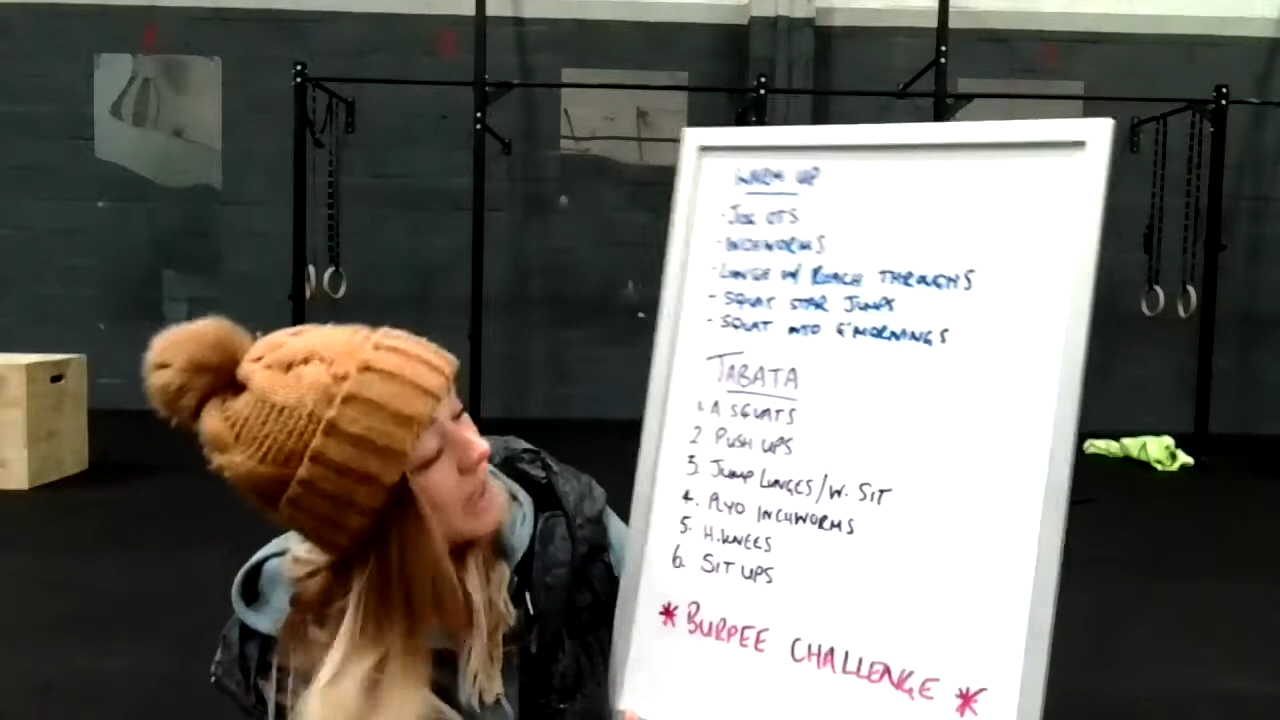 WARM UP
- JOG OTS
- INCHWORMS
- LUNGE W/ REACH THROUGHS
- SQUAT STAR JUMPS
- SQUAT INTO G'MORNINGS
TABATA
1. A SQUATS
2 PUSH UPS
3. JUMP LUNGES/W. SIT
4. PLYO INCHWORMS
5. H.KNEES
6. SIT UPS
* BURPEE CHALLENGE *